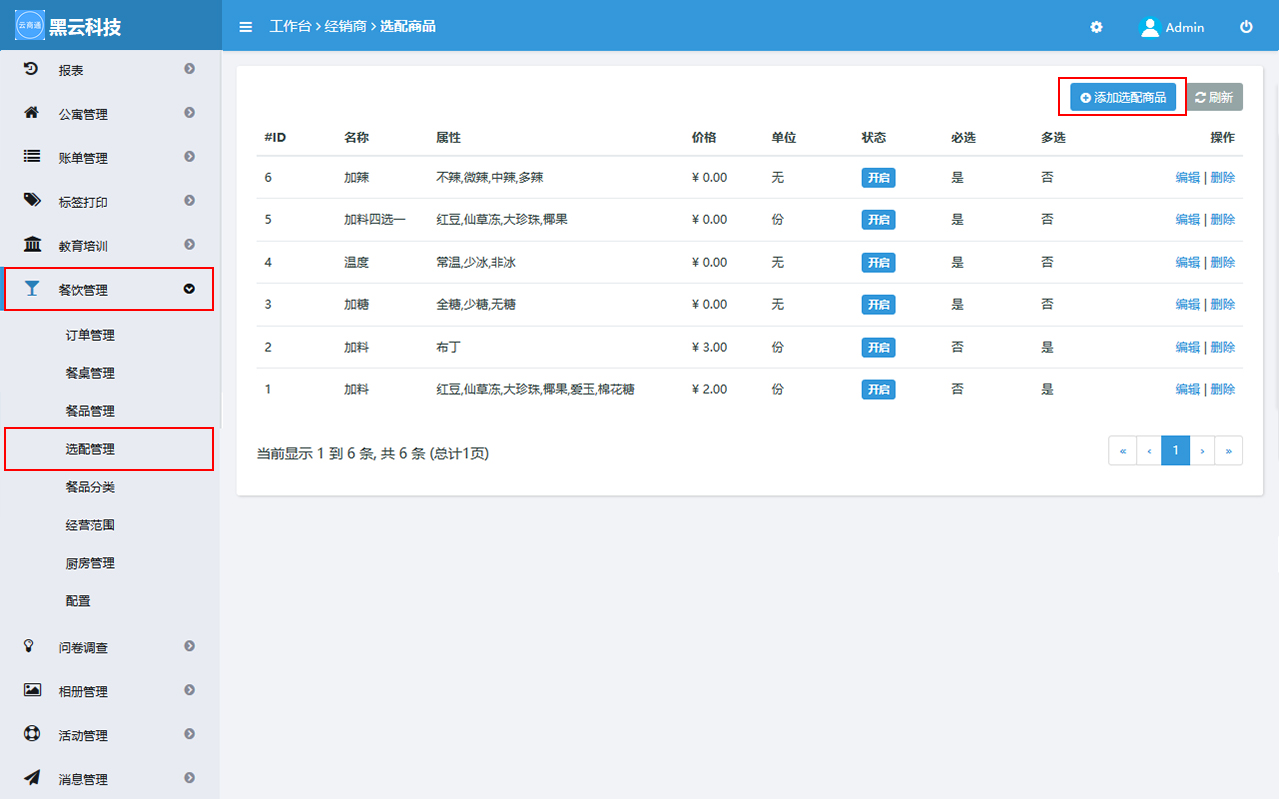 云商通 黑云科技
工作台 > 经销商 > 选配商品 Admin
报表
公寓管理
账单管理
标签打印
教育培训
餐饮管理
订单管理
餐桌管理
餐品管理
选配管理
餐品分类
经营范围
厨房管理
配置
问卷调查
相册管理
活动管理
消息管理
添加选配商品 刷新
#ID 名称 属性 价格 单位 状态 必选 多选 操作
6 加辣 不辣,微辣,中辣,多辣 ¥ 0.00 无 开启 是 否 编辑 | 删除
5 加料四选一 红豆,仙草冻,大珍珠,椰果 ¥ 0.00 份 开启 是 否 编辑 | 删除
4 温度 常温,少冰,非冰 ¥ 0.00 无 开启 是 否 编辑 | 删除
3 加糖 全糖,少糖,无糖 ¥ 0.00 无 开启 是 否 编辑 | 删除
2 加料 布丁 ¥ 3.00 份 开启 否 是 编辑 | 删除
1 加料 红豆,仙草冻,大珍珠,椰果,爱玉,棉花糖 ¥ 2.00 份 开启 否 是 编辑 | 删除
当前显示 1 到 6 条, 共 6 条 (总计1页)
« ‹ 1 › »